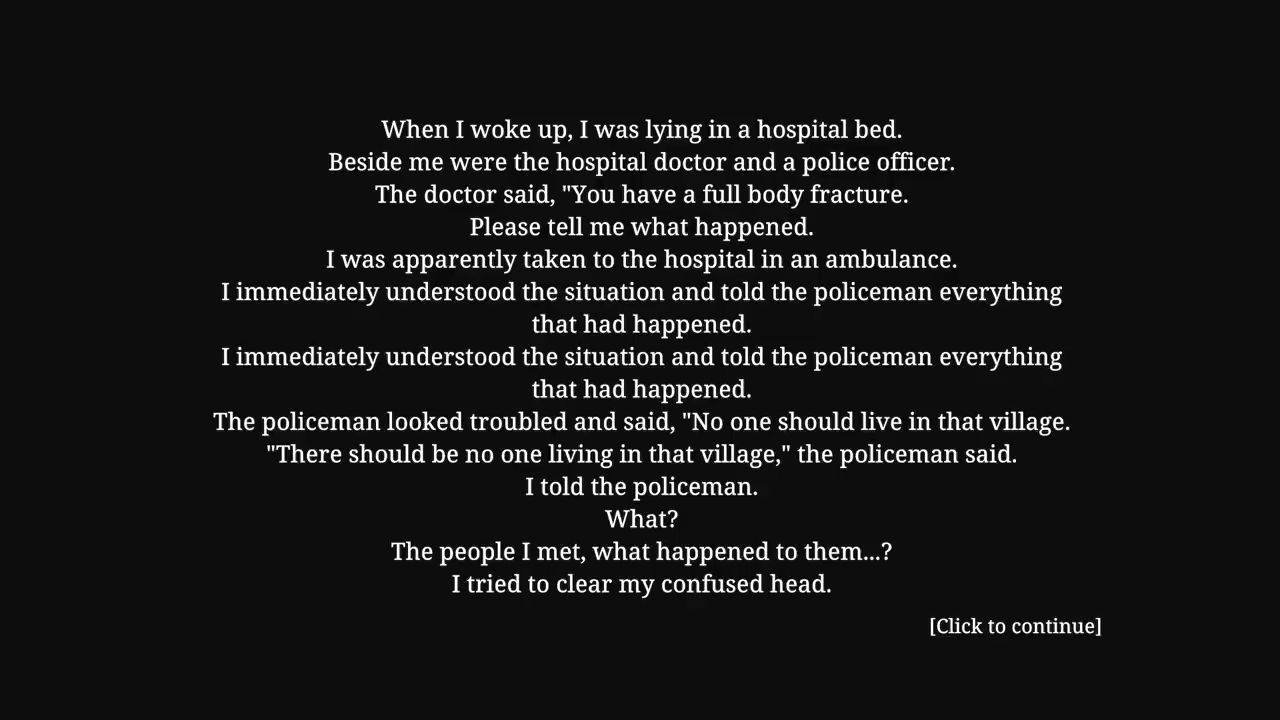 When I woke up, I was lying in a hospital bed.
Beside me were the hospital doctor and a police officer.
The doctor said, "You have a full body fracture.
Please tell me what happened.
I was apparently taken to the hospital in an ambulance.
I immediately understood the situation and told the policeman everything
that had happened.
I immediately understood the situation and told the policeman everything
that had happened.
The policeman looked troubled and said, "No one should live in that village.
"There should be no one living in that village," the policeman said.
I told the policeman.
What?
The people I met, what happened to them...?
I tried to clear my confused head.
[Click to continue]